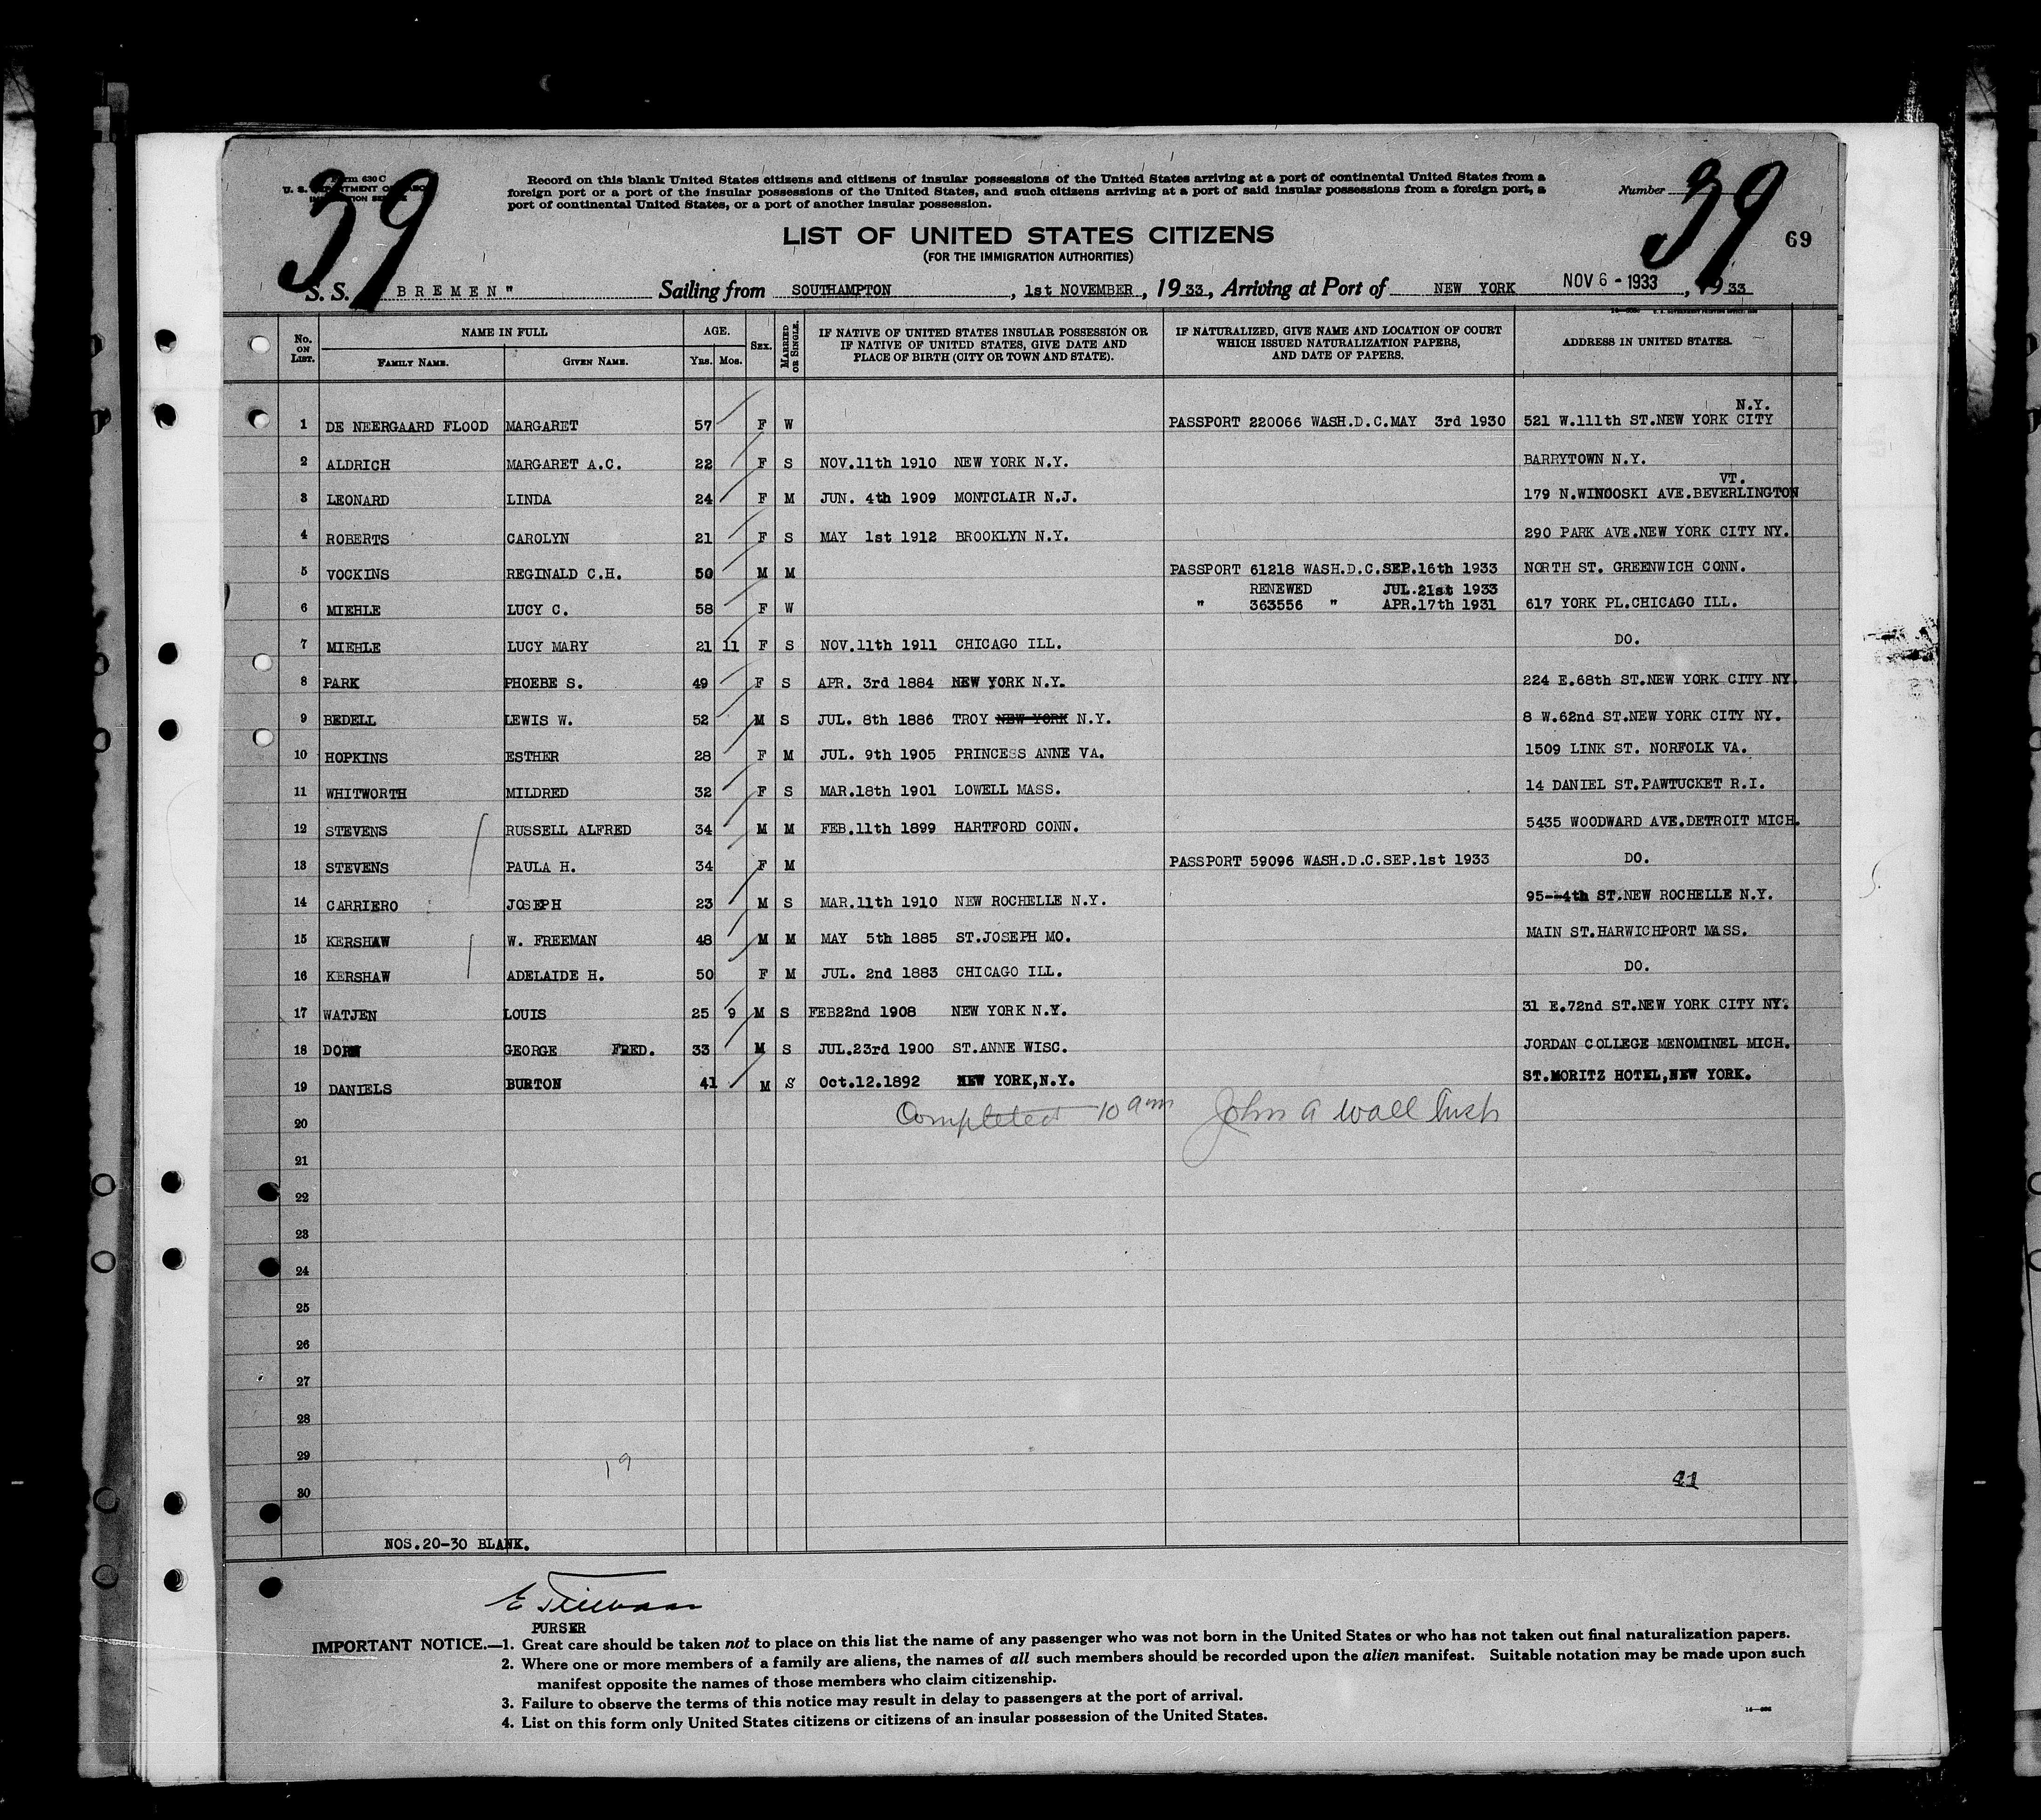 39
39
69
Form 630 C
U. S. DEPARTMENT OF LABOR
IMMIGRATION SERVICE
Record on this blank United States citizens and citizens of insular possessions of the United States arriving at a port of continental United States from a
foreign port or a port of the insular possessions of the United States, and such citizens arriving at a port of said insular possessions from a foreign port, a
port of continental United States, or a port of another insular possession.
Number
LIST OF UNITED STATES CITIZENS
(FOR THE IMMIGRATION AUTHORITIES)
S. S. BREMEN" Sailing from SOUTHAMPTON, 1st NOVEMBER, 1933, Arriving at Port of NEW YORK NOV 6 - 1933, 1933
No. ON LIST. NAME IN FULL FAMILY NAME. GIVEN NAME. AGE. Yrs. Mos. SEX. MARRIED OR SINGLE. IF NATIVE OF UNITED STATES INSULAR POSSESSION OR IF NATIVE OF UNITED STATES, GIVE DATE AND PLACE OF BIRTH (CITY OR TOWN AND STATE). IF NATURALIZED, GIVE NAME AND LOCATION OF COURT WHICH ISSUED NATURALIZATION PAPERS, AND DATE OF PAPERS. ADDRESS IN UNITED STATES.
N.Y.
1 DE NEERGAARD FLOOD MARGARET 57 F W PASSPORT 220066 WASH.D.C.MAY 3rd 1930 521 W.111th ST.NEW YORK CITY
2 ALDRICH MARGARET A.C. 22 F S NOV.11th 1910 NEW YORK N.Y. BARRYTOWN N.Y.
VT.
3 LEONARD LINDA 24 F M JUN. 4th 1909 MONTCLAIR N.J. 179 N.WINOOSKI AVE.BEVERLINGTON
4 ROBERTS CAROLYN 21 F S MAY 1st 1912 BROOKLYN N.Y. 290 PARK AVE.NEW YORK CITY NY.
5 VOCKINS REGINALD C.H. 50 M M PASSPORT 61218 WASH.D.C.SEP.16th 1933 NORTH ST. GREENWICH CONN.
RENEWED JUL.21st 1933
6 MIEHLE LUCY C. 58 F W " 363556 " APR.17th 1931 617 YORK PL.CHICAGO ILL.
7 MIEHLE LUCY MARY 21 11 F S NOV.11th 1911 CHICAGO ILL. DO.
8 PARK PHOEBE S. 49 F S APR. 3rd 1884 NEW YORK N.Y. 224 E.68th ST.NEW YORK CITY NY.
9 BEDELL LEWIS W. 52 M S JUL. 8th 1886 TROY NEW YORK N.Y. 8 W.62nd ST.NEW YORK CITY NY.
10 HOPKINS ESTHER 28 F M JUL. 9th 1905 PRINCESS ANNE VA. 1509 LINK ST. NORFOLK VA.
11 WHITWORTH MILDRED 32 F S MAR.18th 1901 LOWELL MASS. 14 DANIEL ST.PAWTUCKET R.I.
12 STEVENS RUSSELL ALFRED 34 M M FEB.11th 1899 HARTFORD CONN. 5435 WOODWARD AVE.DETROIT MICH.
13 STEVENS PAULA H. 34 F M PASSPORT 59096 WASH.D.C.SEP.1st 1933 DO.
14 CARRIERO JOSEPH 23 M S MAR.11th 1910 NEW ROCHELLE N.Y. 95--4th ST.NEW ROCHELLE N.Y.
15 KERSHAW W. FREEMAN 48 M M MAY 5th 1885 ST.JOSEPH MO. MAIN ST.HARWICHPORT MASS.
16 KERSHAW ADELAIDE H. 50 F M JUL. 2nd 1883 CHICAGO ILL. DO.
17 WATJEN LOUIS 25 9 M S FEB22nd 1908 NEW YORK N.Y. 31 E.72nd ST.NEW YORK CITY NY.
18 DORN GEORGE FRED. 33 M S JUL.23rd 1900 ST.ANNE WISC. JORDAN COLLEGE MENOMINEL MICH.
19 DANIELS BURTON 41 M S Oct.12.1892 NEW YORK,N.Y. ST.MORITZ HOTEL,NEW YORK.
20 Completed 10 am John A Wall
21
22
23
24
25
26
27
28
29 19
30 41
NOS.20-30 BLANK.
PURSER
IMPORTANT NOTICE.—1. Great care should be taken not to place on this list the name of any passenger who was not born in the United States or who has not taken out final naturalization papers.
2. Where one or more members of a family are aliens, the names of all such members should be recorded upon the alien manifest. Suitable notation may be made upon such
manifest opposite the names of those members who claim citizenship.
3. Failure to observe the terms of this notice may result in delay to passengers at the port of arrival.
4. List on this form only United States citizens or citizens of an insular possession of the United States.